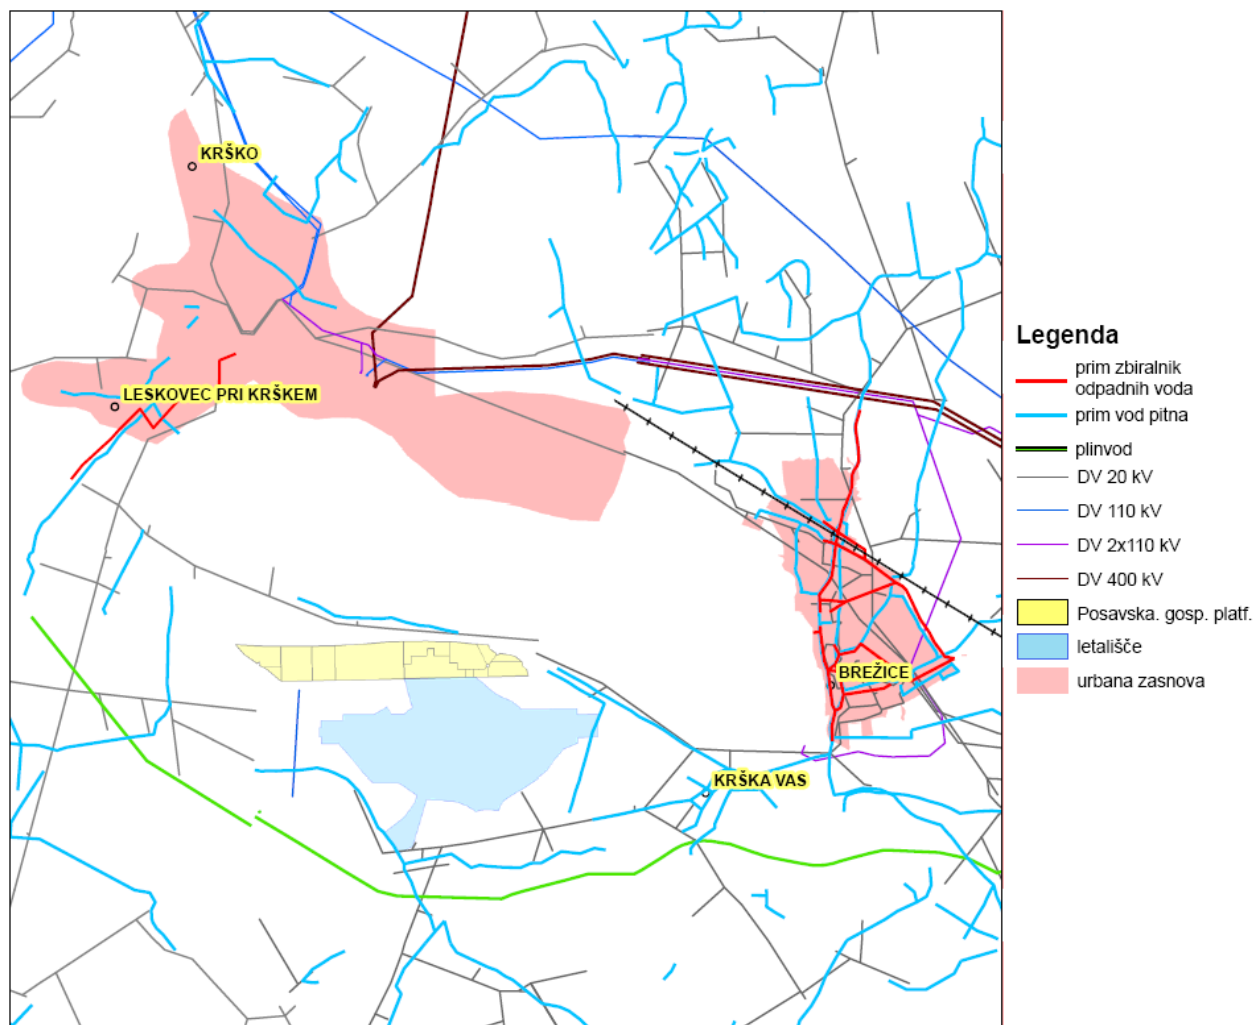 KRŠKO
LESKOVEC PRI KRŠKEM
BREŽICE
KRŠKA VAS
Legenda
prim zbiralnik
odpadnih voda
prim vod pitna
plinvod
DV 20 kV
DV 110 kV
DV 2x110 kV
DV 400 kV
Posavska. gosp. platf.
letališče
urbana zasnova